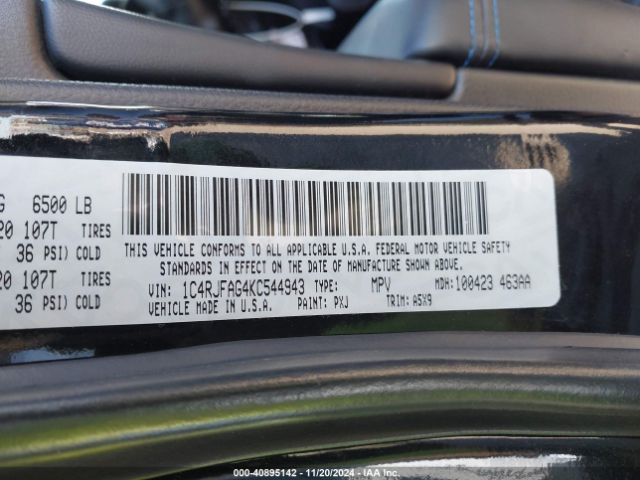 G 6500 LB
20 107T TIRES
36 PSI) COLD
20 107T TIRES
36 PSI) COLD
THIS VEHICLE CONFORMS TO ALL APPLICABLE U.S.A. FEDERAL MOTOR VEHICLE SAFETY
STANDARDS IN EFFECT ON THE DATE OF MANUFACTURE SHOWN ABOVE.
VIN: 1C4RJFAG4KC544943 TYPE: MPV MDH: 100423 463AA
VEHICLE MADE IN U.S.A. PAINT: PXJ TRIM: A5X9
000-40895142 - 11/20/2024 - IAA Inc.